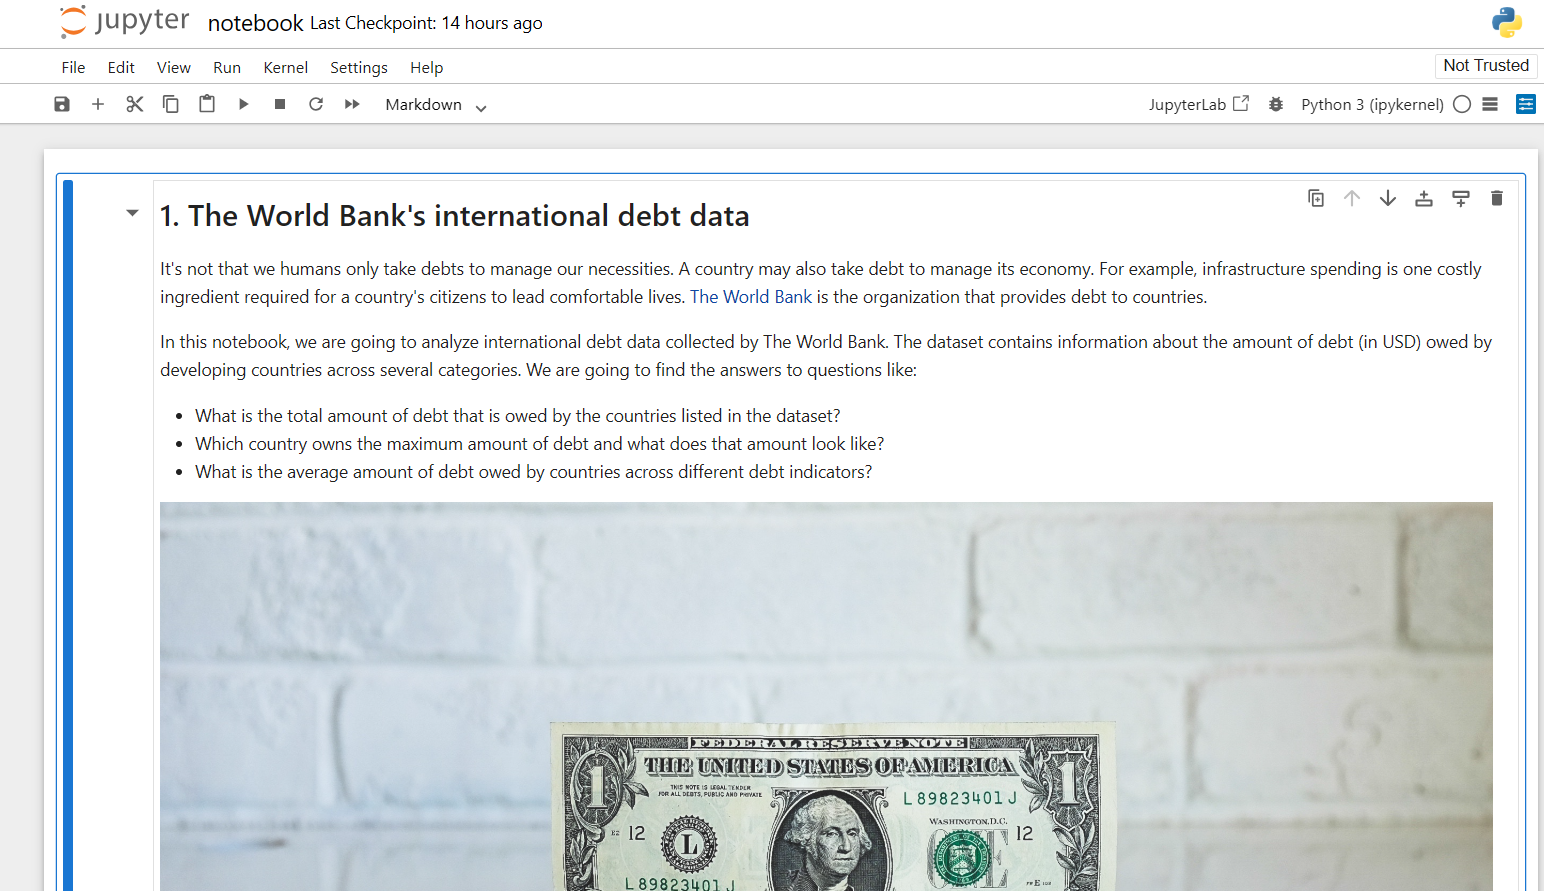 jupyter notebook Last Checkpoint: 14 hours ago
File Edit View Run Kernel Settings Help
Not Trusted
Markdown
JupyterLab
Python 3 (ipykernel)
1. The World Bank's international debt data
It's not that we humans only take debts to manage our necessities. A country may also take debt to manage its economy. For example, infrastructure spending is one costly
ingredient required for a country's citizens to lead comfortable lives. The World Bank is the organization that provides debt to countries.
In this notebook, we are going to analyze international debt data collected by The World Bank. The dataset contains information about the amount of debt (in USD) owed by
developing countries across several categories. We are going to find the answers to questions like:
What is the total amount of debt that is owed by the countries listed in the dataset?
Which country owns the maximum amount of debt and what does that amount look like?
What is the average amount of debt owed by countries across different debt indicators?
FEDERAL RESERVE NOTE
THE UNITED STATES OF AMERICA
1
1
THIS NOTE IS LEGAL TENDER
FOR ALL DEBTS, PUBLIC AND PRIVATE
L 89823401 J
WASHINGTON, D.C.
12
L
ONE
12
L 89823401 J